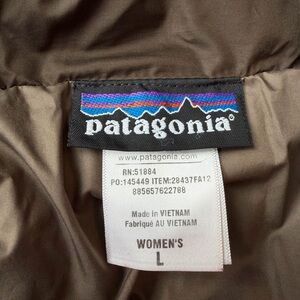 patagonia®
www.patagonia.com
RN:51884
PO:145449 ITEM:28437FA12
885657622788
Made in VIETNAM
Fabriqué AU VIETNAM
WOMEN'S
L